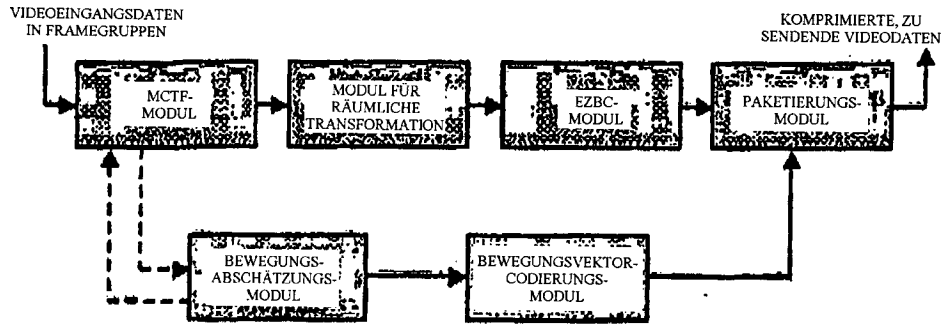 VIDEOEINGANGSDATEN
IN FRAMEGRUPPEN
KOMPRIMIERTE, ZU
SENDENDE VIDEODATEN
MCTF-
MODUL
MODUL FÜR
RÄUMLICHE
TRANSFORMATION
EZBC-
MODUL
PAKETIERUNGS-
MODUL
BEWEGUNGS-
ABSCHÄTZUNGS-
MODUL
BEWEGUNGSVEKTOR-
CODIERUNGS-
MODUL